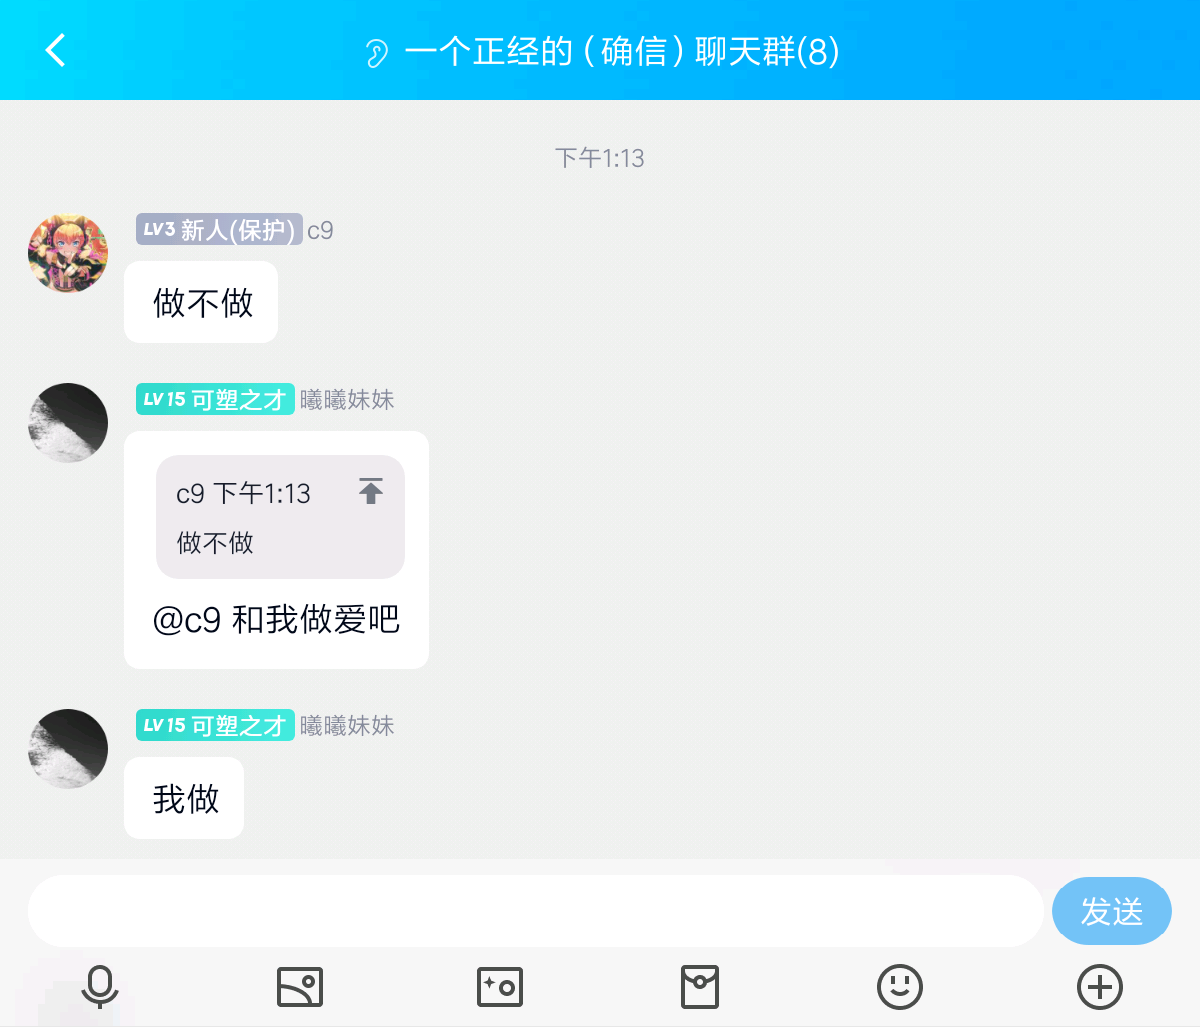 一个正经的（确信）聊天群(8)
下午1:13
LV3 新人(保护) c9
做不做
LV15 可塑之才 曦曦妹妹
c9 下午1:13
做不做
@c9 和我做爱吧
LV15 可塑之才 曦曦妹妹
我做
发送